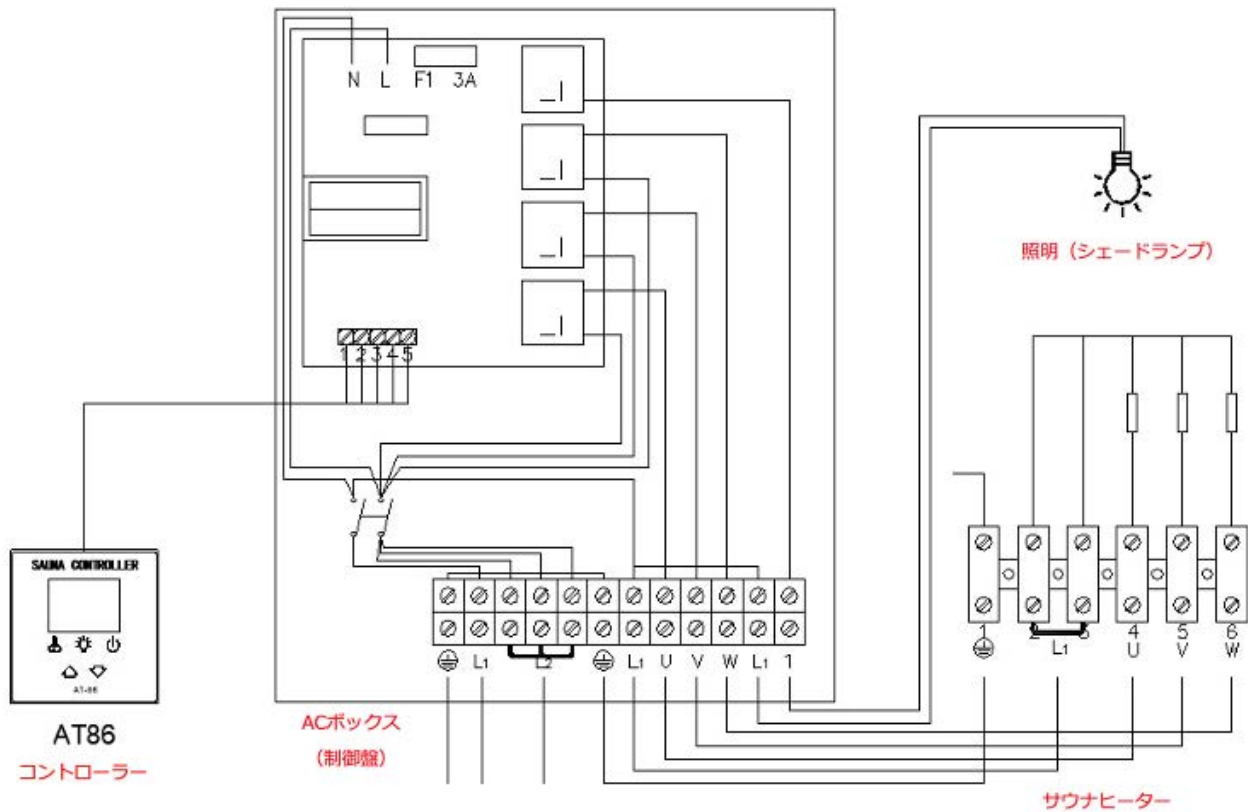 N L F1 3A
1 2 3 4 5
照明（シェードランプ）
SAUNA CONTROLLER
AT-86
AT86
コントローラー
L1 L2 L1 U V W L1 1
ACボックス
（制御盤）
1 2 3 4 5 6
L1 U V W
サウナヒーター